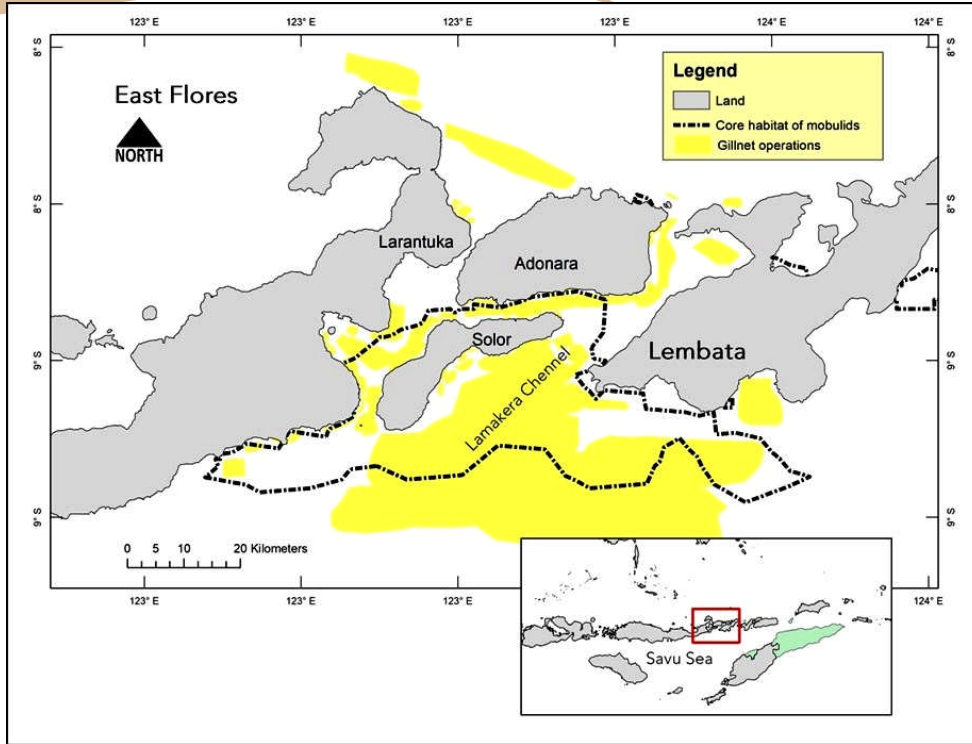 123° E 123° E 123° E 124° E 124° E
8° S 8° S
East Flores
NORTH
Legend
Land
Core habitat of mobulids
Gillnet operations
8° S 8° S
Larantuka
Adonara
Solor
Lembata
9° S 9° S
Lamakera Chennel
9° S 9° S
0 5 10 20 Kilometers
123° E 123° E 123° E 124° E 124° E
Savu Sea